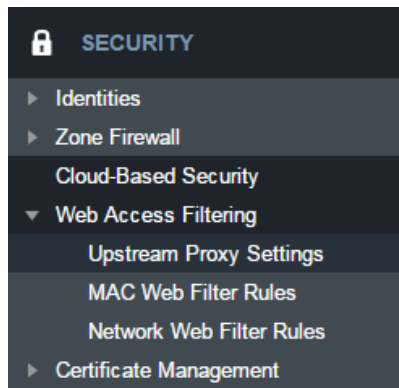 SECURITY
Identities
Zone Firewall
Cloud-Based Security
Web Access Filtering
Upstream Proxy Settings
MAC Web Filter Rules
Network Web Filter Rules
Certificate Management